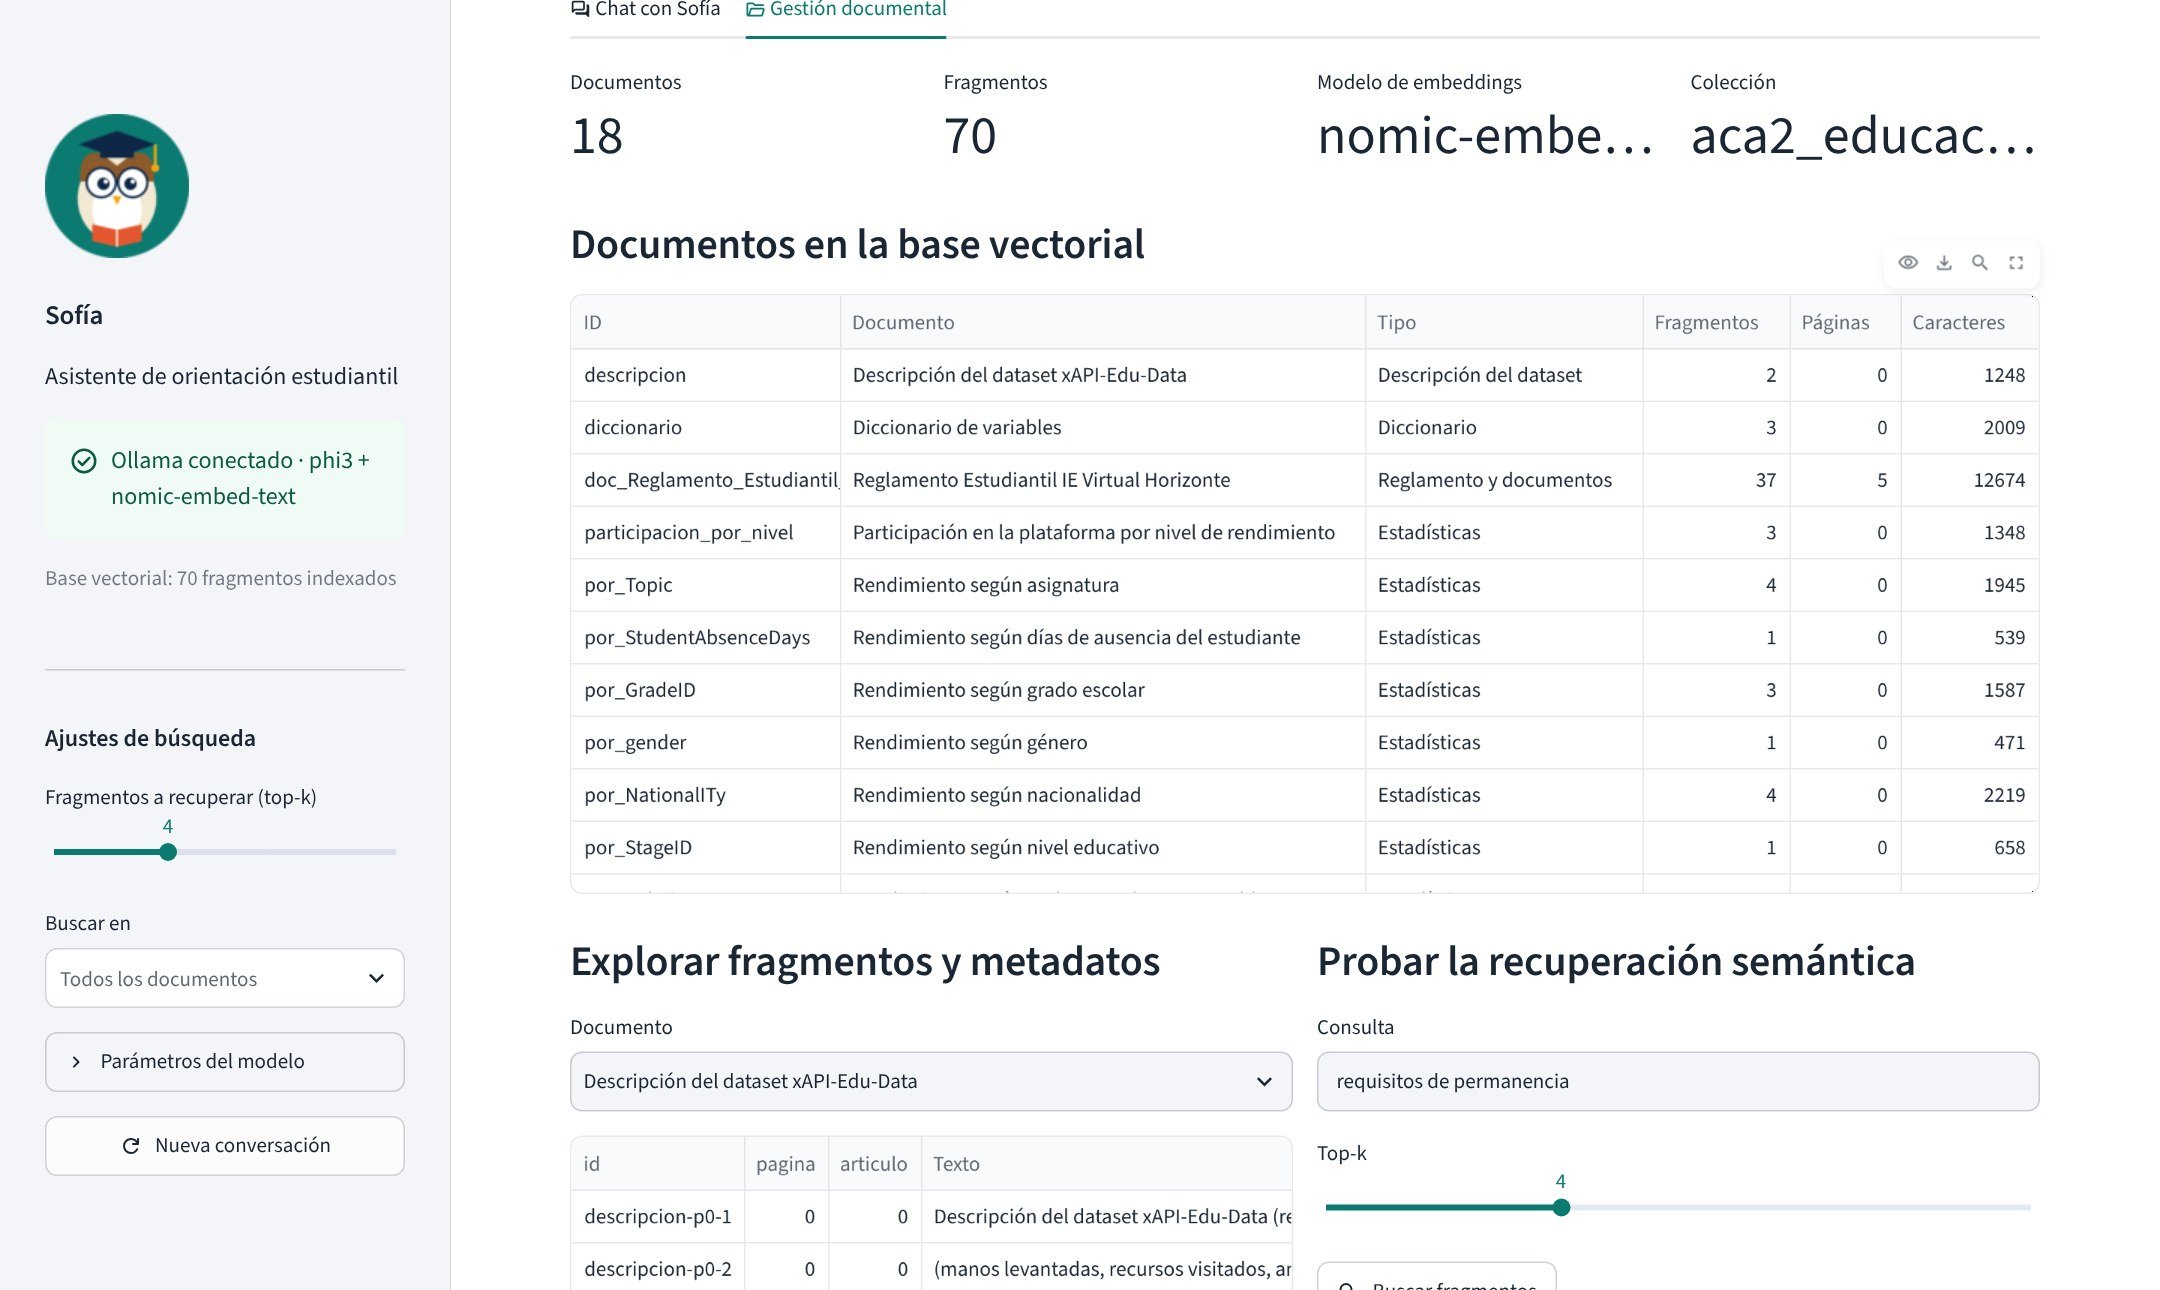 Chat con Sofía
Gestión documental
Sofía
Asistente de orientación estudiantil
Ollama conectado · phi3 +
nomic-embed-text
Base vectorial: 70 fragmentos indexados
Ajustes de búsqueda
Fragmentos a recuperar (top-k)
4
Buscar en
Todos los documentos
Parámetros del modelo
Nueva conversación
Documentos
18
Fragmentos
70
Modelo de embeddings
nomic-embe...
Colección
aca2_educac...
Documentos en la base vectorial
ID Documento Tipo Fragmentos Páginas Caracteres
descripcion Descripción del dataset xAPI-Edu-Data Descripción del dataset 2 0 1248
diccionario Diccionario de variables Diccionario 3 0 2009
doc_Reglamento_Estudiantil_ Reglamento Estudiantil IE Virtual Horizonte Reglamento y documentos 37 5 12674
participacion_por_nivel Participación en la plataforma por nivel de rendimiento Estadísticas 3 0 1348
por_Topic Rendimiento según asignatura Estadísticas 4 0 1945
por_StudentAbsenceDays Rendimiento según días de ausencia del estudiante Estadísticas 1 0 539
por_GradeID Rendimiento según grado escolar Estadísticas 3 0 1587
por_gender Rendimiento según género Estadísticas 1 0 471
por_NationalITy Rendimiento según nacionalidad Estadísticas 4 0 2219
por_StageID Rendimiento según nivel educativo Estadísticas 1 0 658
Explorar fragmentos y metadatos
Documento
Descripción del dataset xAPI-Edu-Data
id pagina articulo Texto
descripcion-p0-1 0 0 Descripción del dataset xAPI-Edu-Data (re
descripcion-p0-2 0 0 (manos levantadas, recursos visitados, an
Probar la recuperación semántica
Consulta
requisitos de permanencia
Top-k
4
Buscar fragmentos